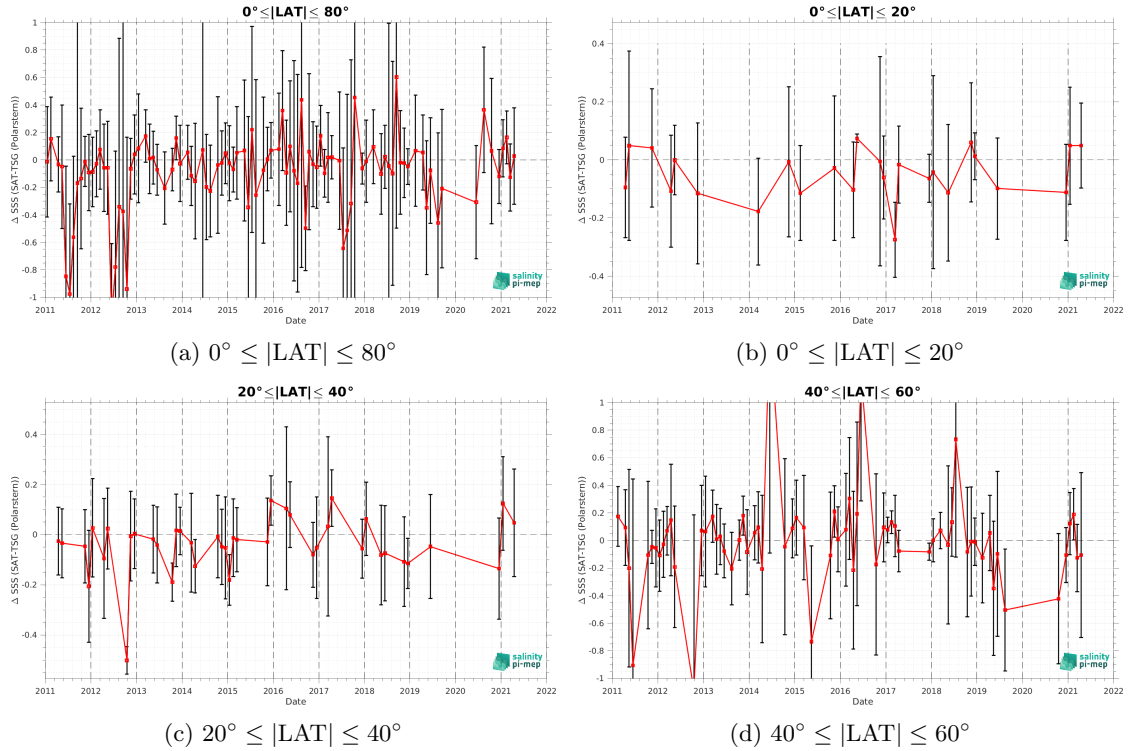 0°≤|LAT|≤ 80°
Δ SSS (SAT-TSG (Polarstern))
1
0.8
0.6
0.4
0.2
0
-0.2
-0.4
-0.6
-0.8
-1
2011 2012 2013 2014 2015 2016 2017 2018 2019 2020 2021 2022
Date
salinity
pi-mep
(a) 0° ≤ |LAT| ≤ 80°
0°≤|LAT|≤ 20°
Δ SSS (SAT-TSG (Polarstern))
0.4
0.2
0
-0.2
-0.4
2011 2012 2013 2014 2015 2016 2017 2018 2019 2020 2021 2022
Date
salinity
pi-mep
(b) 0° ≤ |LAT| ≤ 20°
20°≤|LAT|≤ 40°
Δ SSS (SAT-TSG (Polarstern))
0.4
0.2
0
-0.2
-0.4
2011 2012 2013 2014 2015 2016 2017 2018 2019 2020 2021 2022
Date
salinity
pi-mep
(c) 20° ≤ |LAT| ≤ 40°
40°≤|LAT|≤ 60°
Δ SSS (SAT-TSG (Polarstern))
1
0.8
0.6
0.4
0.2
0
-0.2
-0.4
-0.6
-0.8
-1
2011 2012 2013 2014 2015 2016 2017 2018 2019 2020 2021 2022
Date
salinity
pi-mep
(d) 40° ≤ |LAT| ≤ 60°